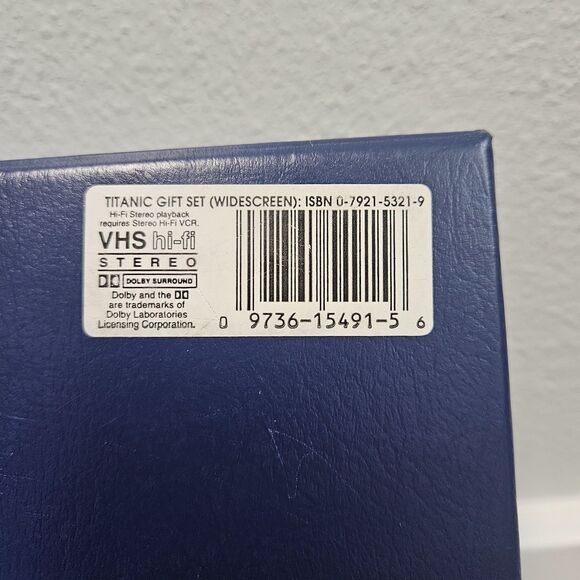 TITANIC GIFT SET (WIDESCREEN): ISBN 0-7921-5321-9
Hi-Fi Stereo playback
requires Stereo Hi-Fi VCR.
VHS hi-fi
STEREO
DOLBY SURROUND
Dolby and the DD
are trademarks of
Dolby Laboratories
Licensing Corporation.
0 9736-15491-5 6